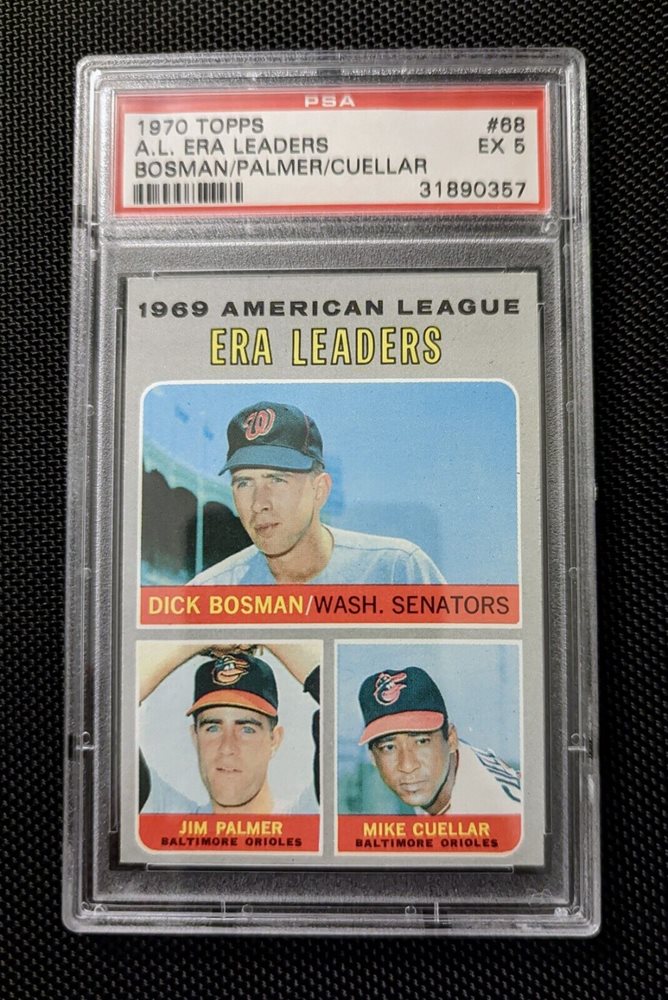 PSA
1970 TOPPS #68
A.L. ERA LEADERS EX 5
BOSMAN/PALMER/CUELLAR
31890357
1969 AMERICAN LEAGUE
ERA LEADERS
W
DICK BOSMAN/WASH. SENATORS
JIM PALMER
BALTIMORE ORIOLES
MIKE CUELLAR
BALTIMORE ORIOLES